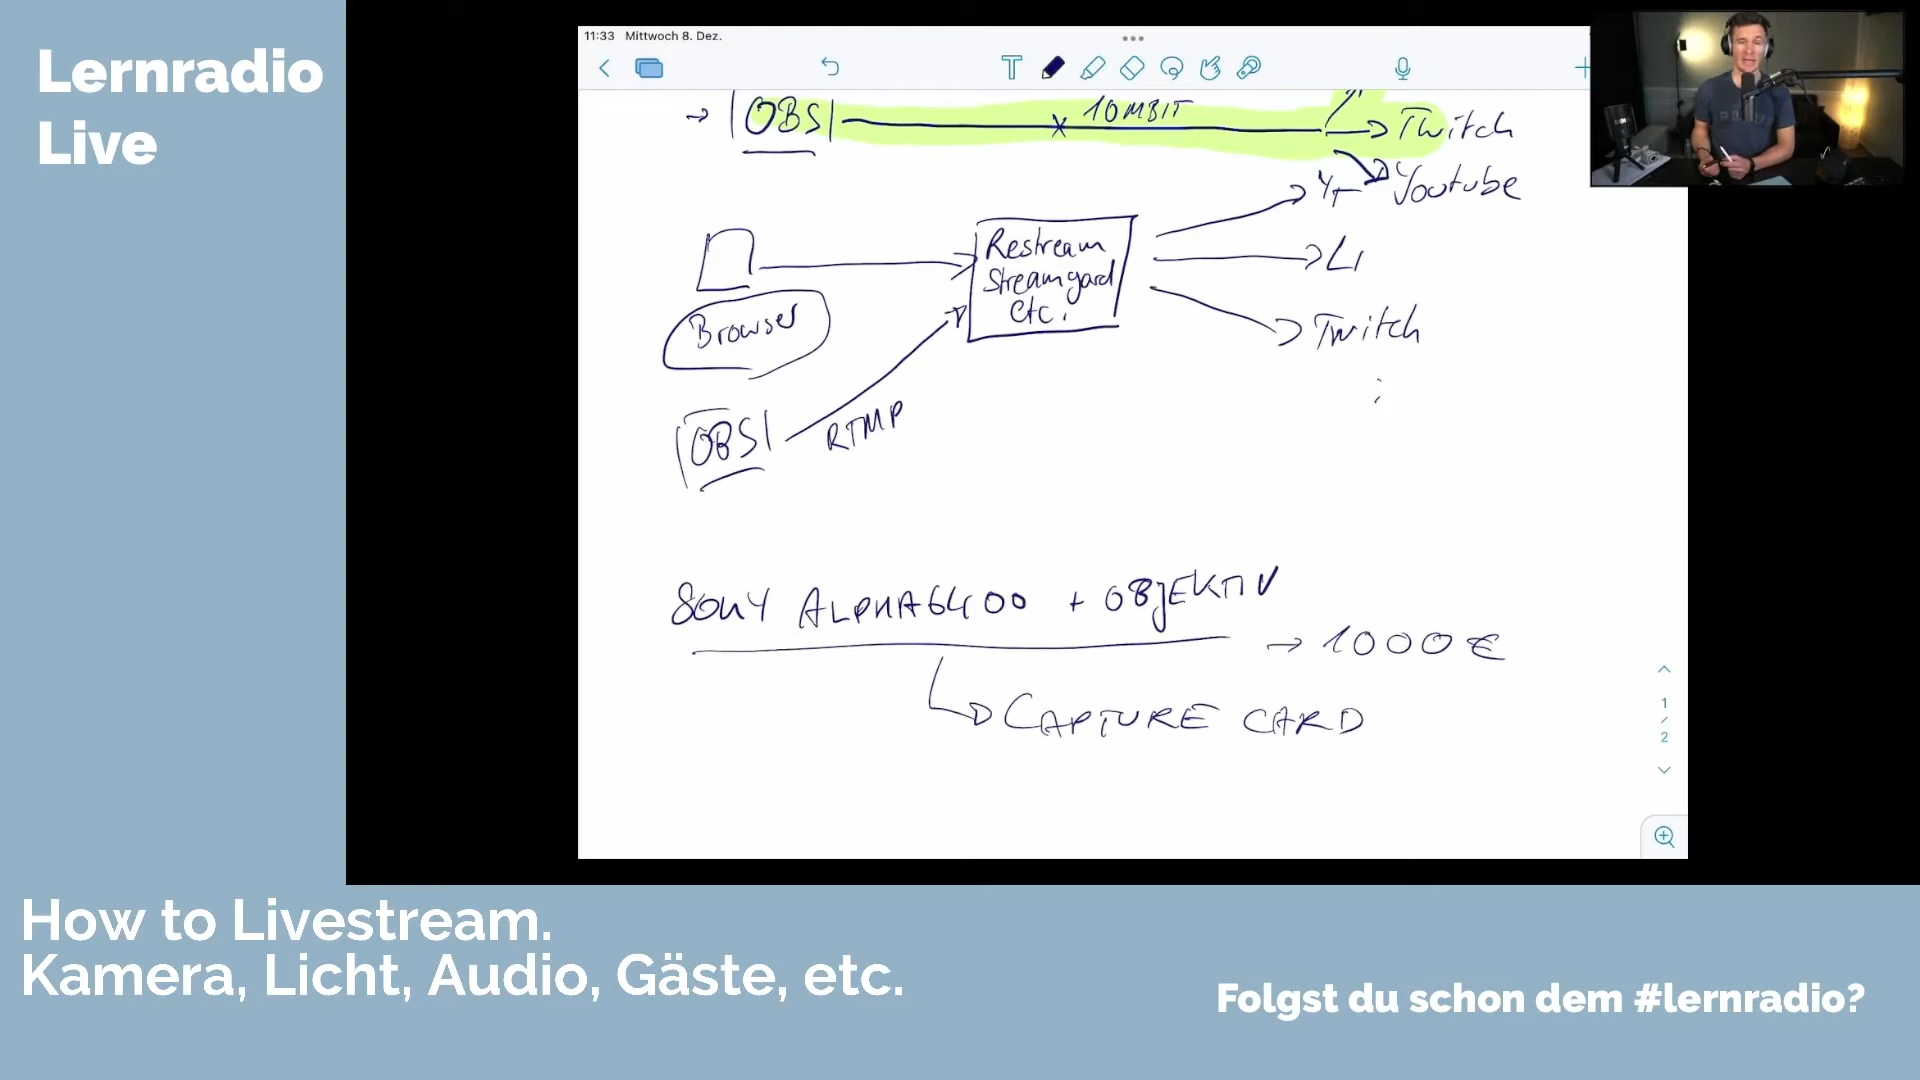 Lernradio
Live
11:33 Mittwoch 8. Dez.
OBS
10MBIT
Twitch
YT
Youtube
Restream
Streamyard
etc.
LI
Browser
Twitch
OBS
RTMP
SONY ALPHA6400 + OBJEKTIV
→ 1000€
CAPTURE CARD
1
/
2
How to Livestream.
Kamera, Licht, Audio, Gäste, etc.
Folgst du schon dem #lernradio?